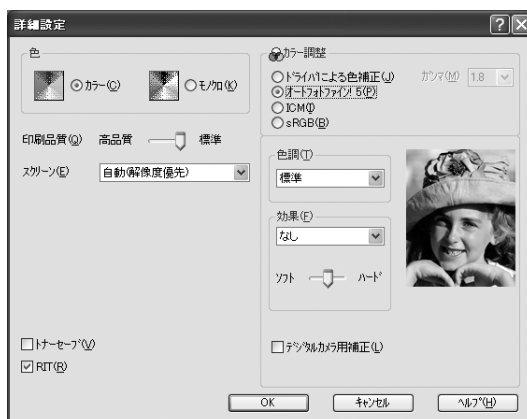 詳細設定
色
カラー(C)
モノクロ(K)
印刷品質(Q) 高品質 標準
スクリーン(E) 自動(解像度優先)
トナーセーブ(V)
RIT(R)
カラー調整
ドライバによる色補正(J) ガンマ(M) 1.8
オートフォトファイン!5(P)
ICM(I)
sRGB(B)
色調(T)
標準
効果(F)
なし
ソフト ハード
デジタルカメラ用補正(L)
OK キャンセル ヘルプ(H)